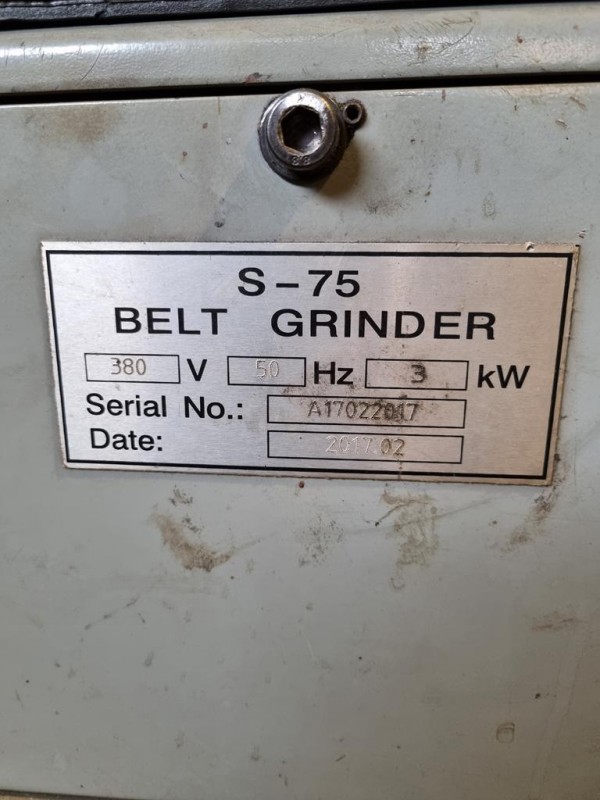 S-75
BELT GRINDER
380 V 50 Hz 3 kW
Serial No.: A17022017
Date: 2017.02